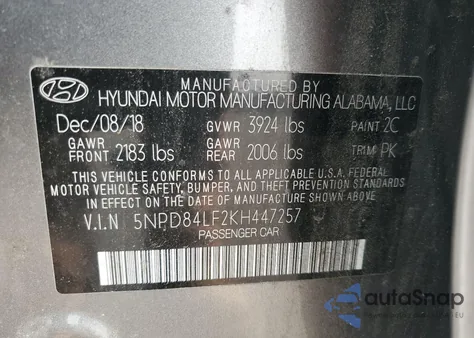 MANUFACTURED BY
HYUNDAI MOTOR MANUFACTURING ALABAMA, LLC
Dec/08/18 GVWR 3924 lbs PAINT 2C
GAWR FRONT 2183 lbs GAWR REAR 2006 lbs TRIM PK
THIS VEHICLE CONFORMS TO ALL APPLICABLE U.S.A. FEDERAL
MOTOR VEHICLE SAFETY, BUMPER, AND THEFT PREVENTION STANDARDS
IN EFFECT ON THE DATE OF MANUFACTURE SHOWN ABOVE.
V.I.N 5NPD84LF2KH447257
PASSENGER CAR
autoSnap